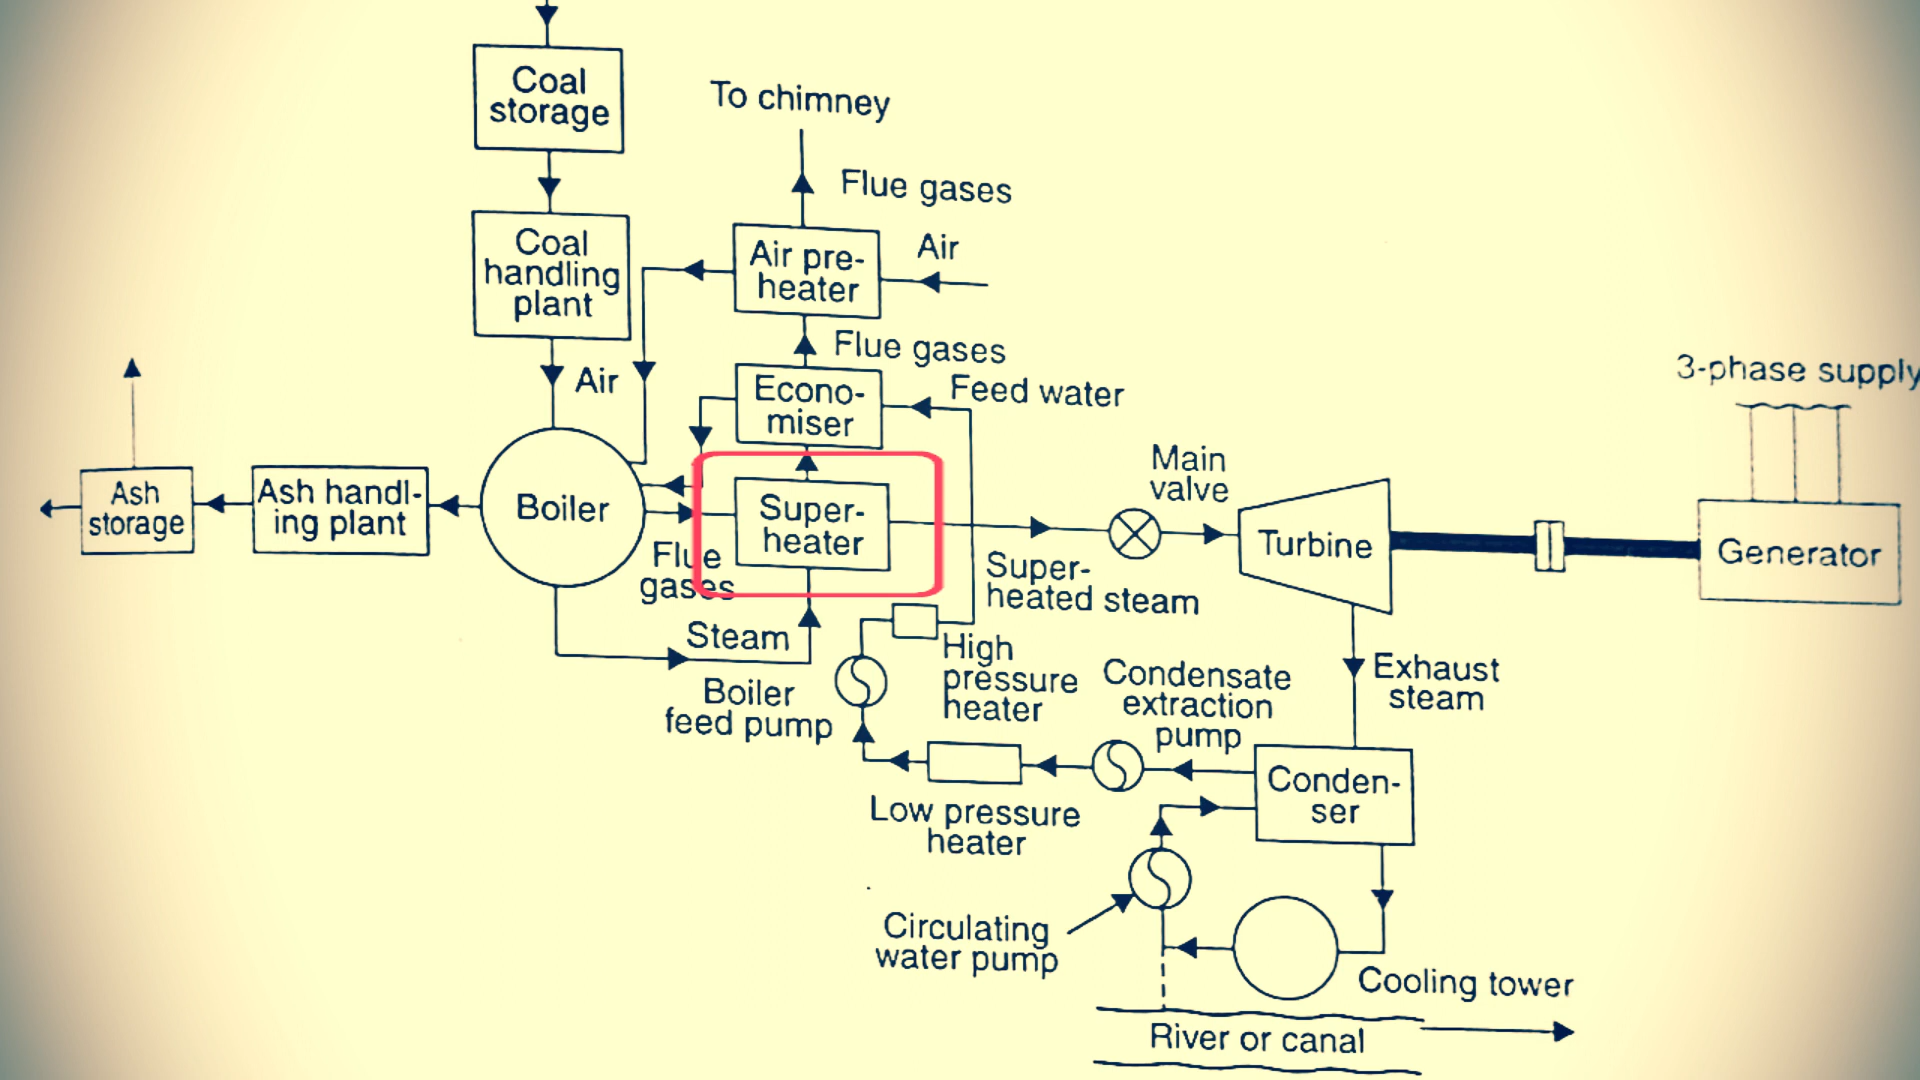 Coal
storage
To chimney
Flue gases
Coal
handling
plant
Air pre-
heater
Air
Flue gases
Air
Econo-
miser
Feed water
3-phase supply
Main
valve
Ash
storage
Ash handl-
ing plant
Boiler
Super-
heater
Turbine
Generator
Flue
gases
Super-
heated steam
Steam
High
pressure
heater
Boiler
feed pump
Condensate
extraction
pump
Exhaust
steam
Conden-
ser
Low pressure
heater
Circulating
water pump
Cooling tower
River or canal